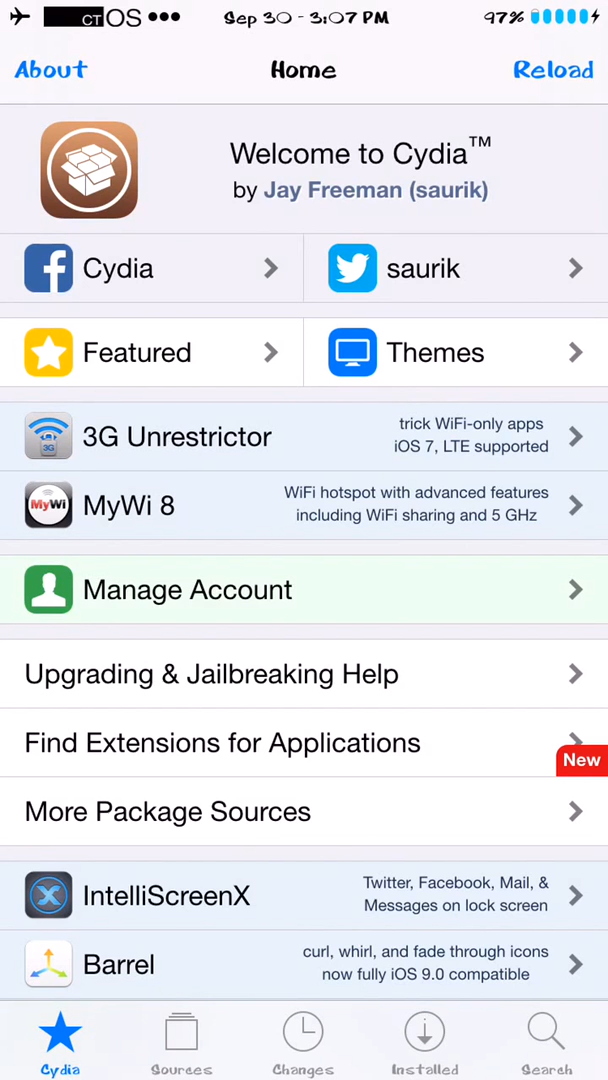 CTOS
Sep 30 - 3:07 PM
97%
About
Home
Reload
Welcome to Cydia™
by Jay Freeman (saurik)
Cydia
saurik
Featured
Themes
3G
3G Unrestrictor
trick WiFi-only apps
iOS 7, LTE supported
MyWi
MyWi 8
WiFi hotspot with advanced features
including WiFi sharing and 5 GHz
Manage Account
Upgrading & Jailbreaking Help
Find Extensions for Applications
New
More Package Sources
IntelliScreenX
Twitter, Facebook, Mail, &
Messages on lock screen
Barrel
curl, whirl, and fade through icons
now fully iOS 9.0 compatible
Cydia
Sources
Changes
Installed
Search